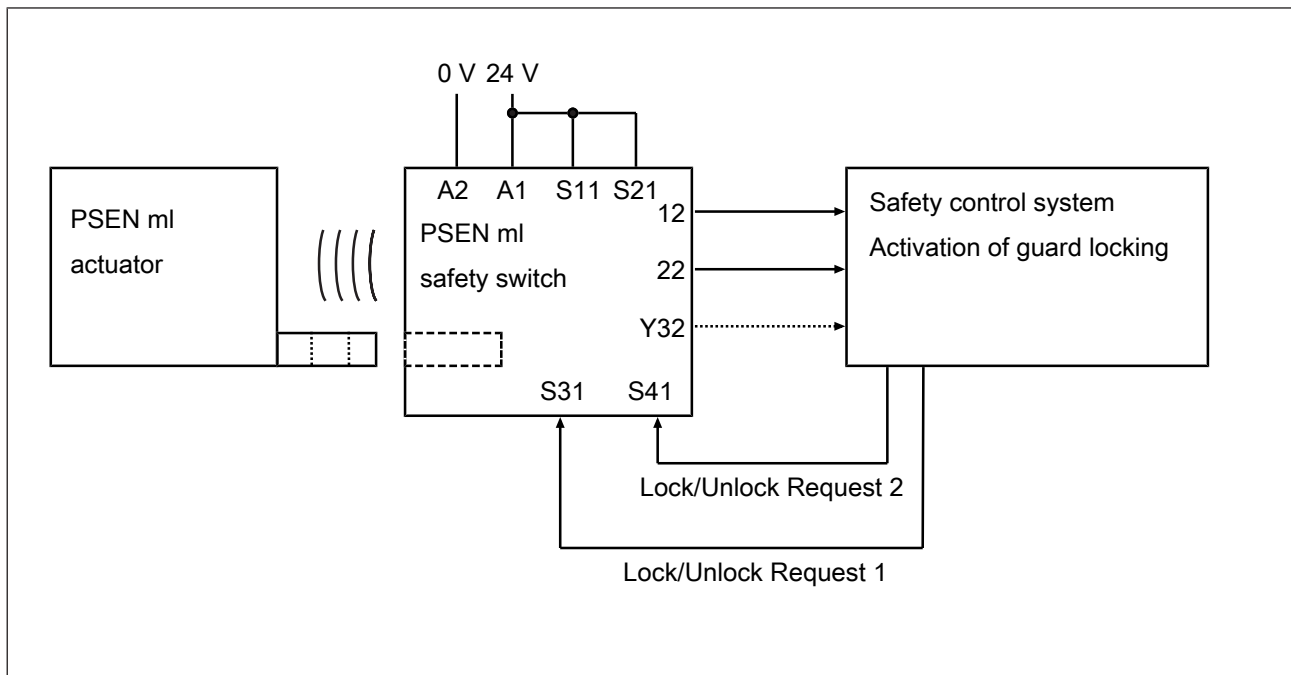 0 V 24 V
PSEN ml
actuator
A2 A1 S11 S21
PSEN ml
safety switch
12
22
Y32
S31 S41
Safety control system
Activation of guard locking
Lock/Unlock Request 2
Lock/Unlock Request 1